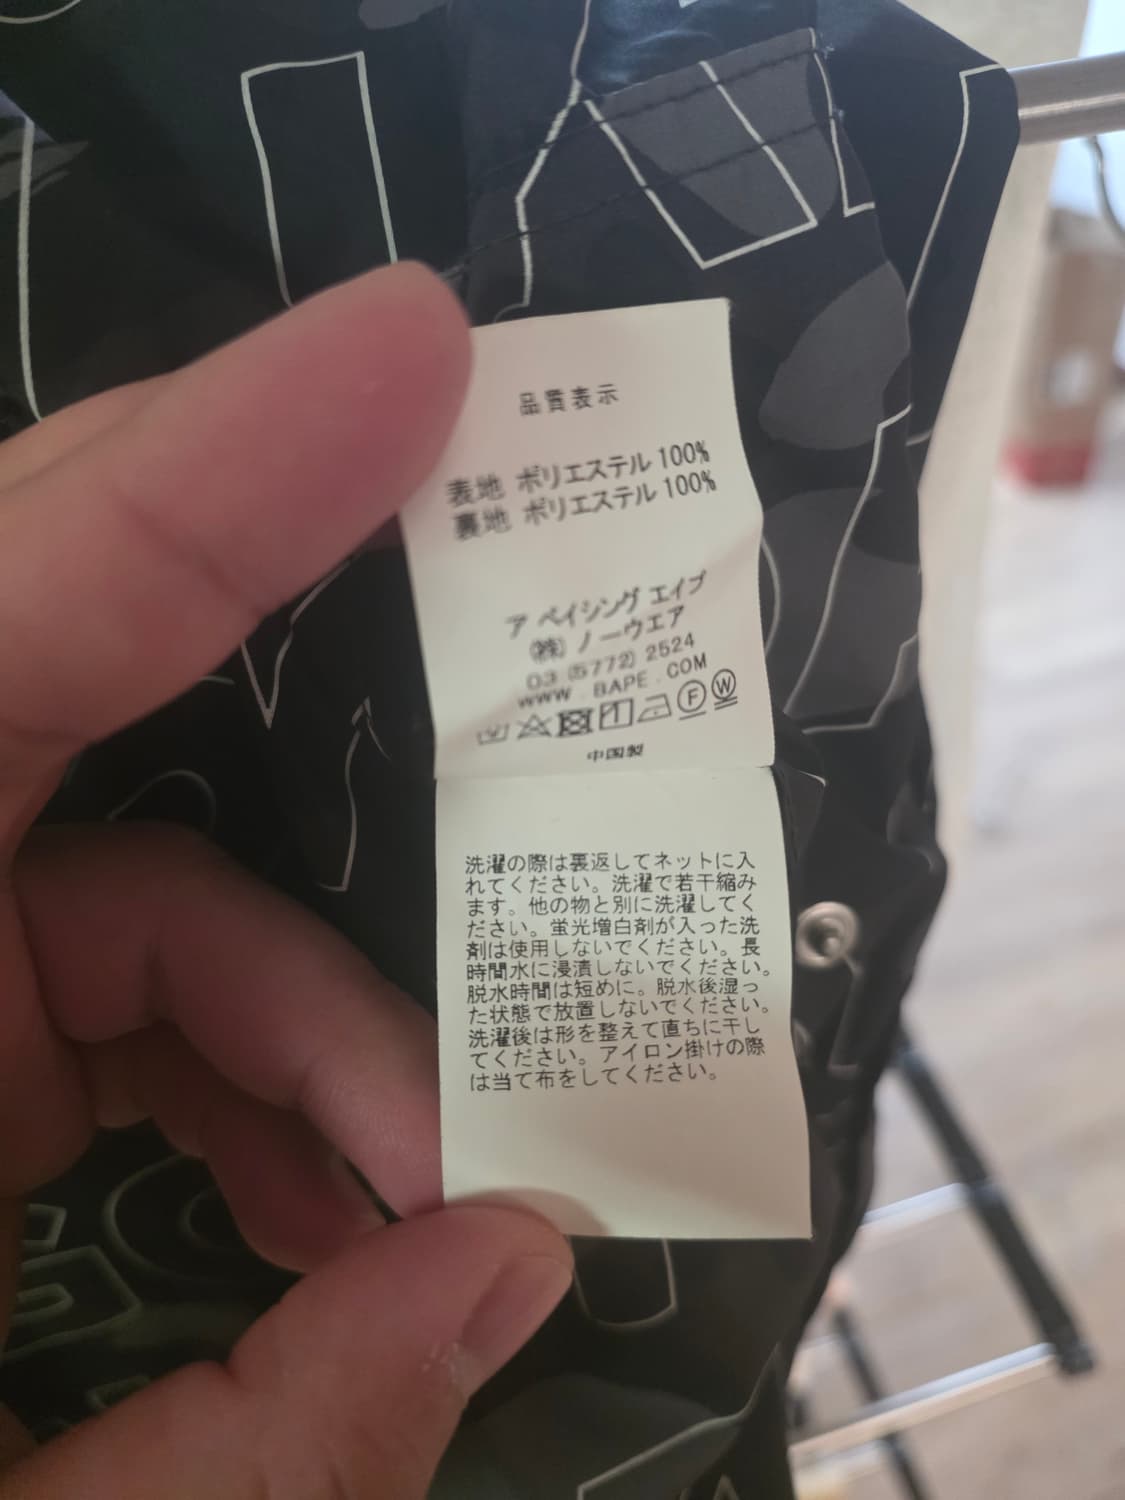 品質表示
表地 ポリエステル 100%
裏地 ポリエステル 100%
ア ベイシング エイプ
(株) ノーウエア
03 (5772) 2524
WWW . BAPE . COM
F W
中国製
洗濯の際は裏返してネットに入
れてください。洗濯で若干縮み
ます。他の物と別に洗濯してく
ださい。蛍光増白剤が入った洗
剤は使用しないでください。長
時間水に浸漬しないでください。
脱水時間は短めに。脱水後湿っ
た状態で放置しないでください。
洗濯後は形を整えて直ちに干し
てください。アイロン掛けの際
は当て布をしてください。